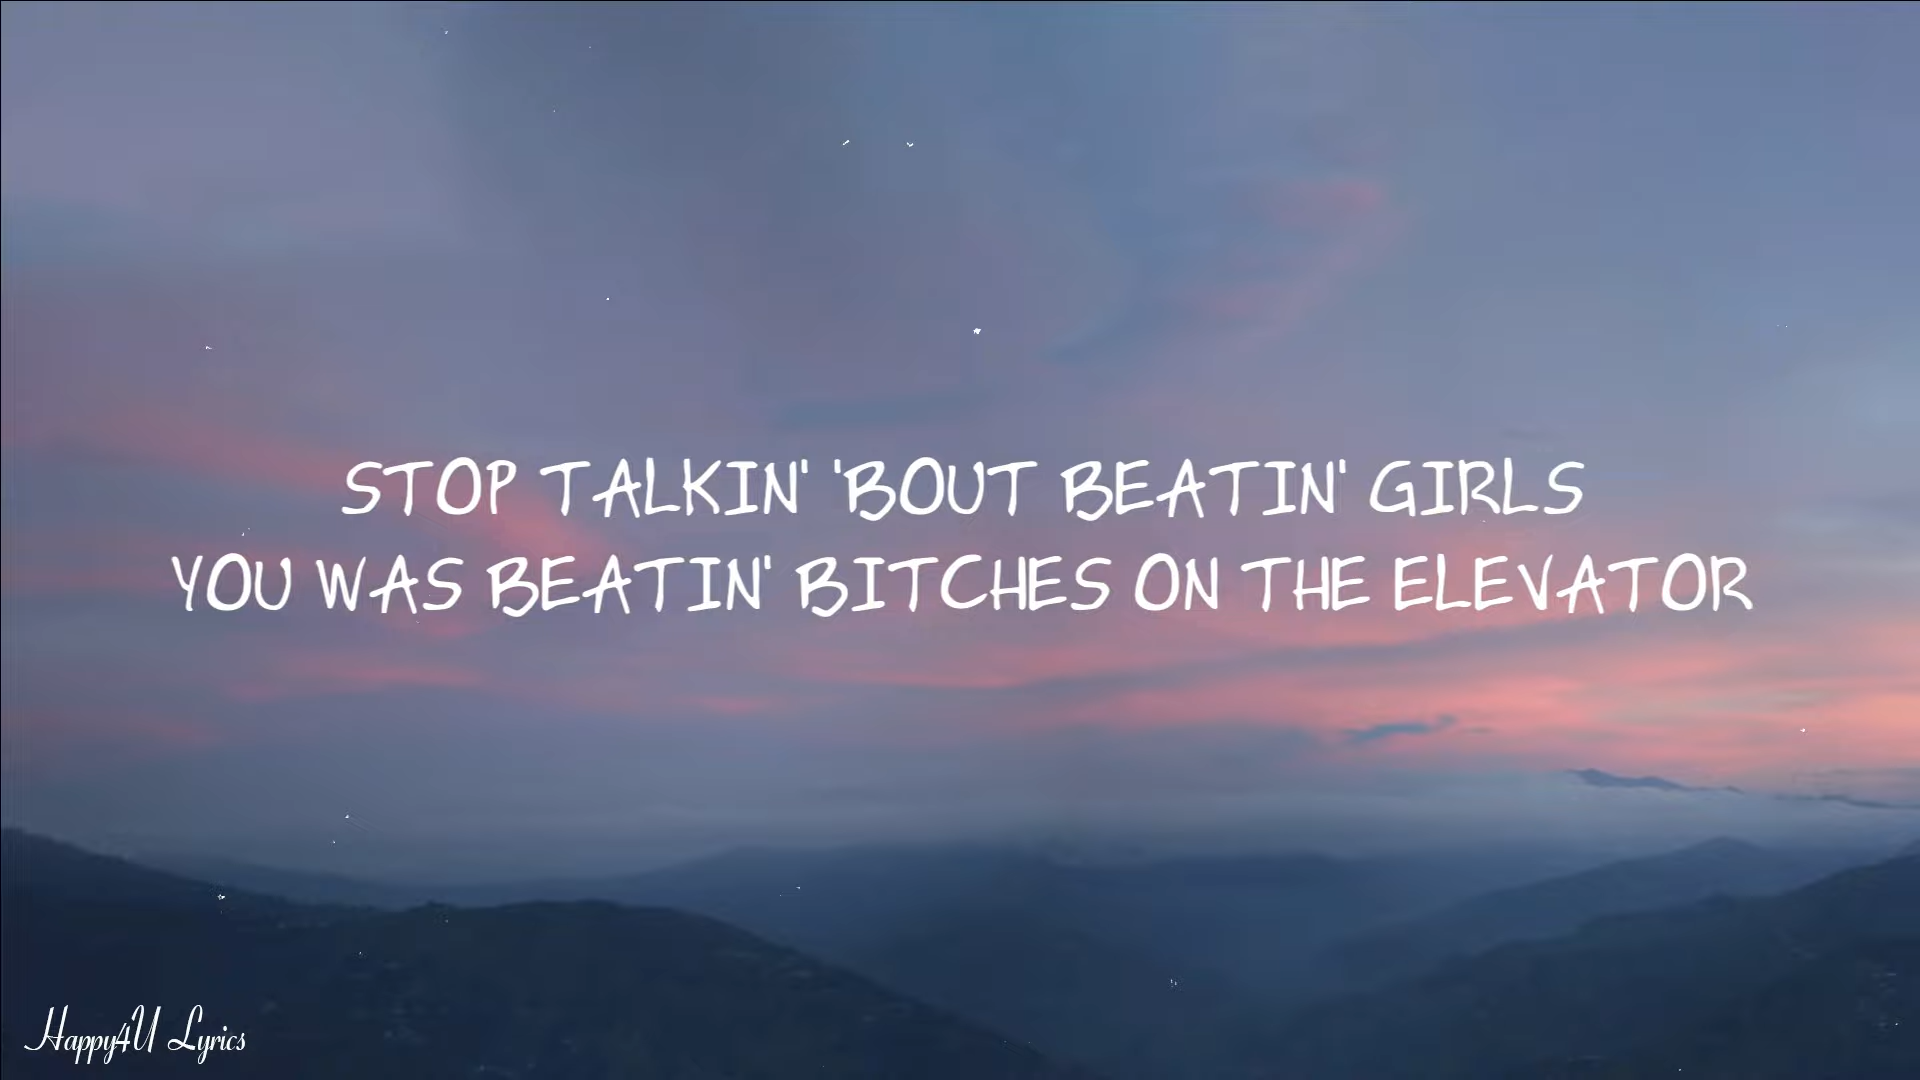 STOP TALKIN' 'BOUT BEATIN' GIRLS
YOU WAS BEATIN' BITCHES ON THE ELEVATOR
Happy4U Lyrics